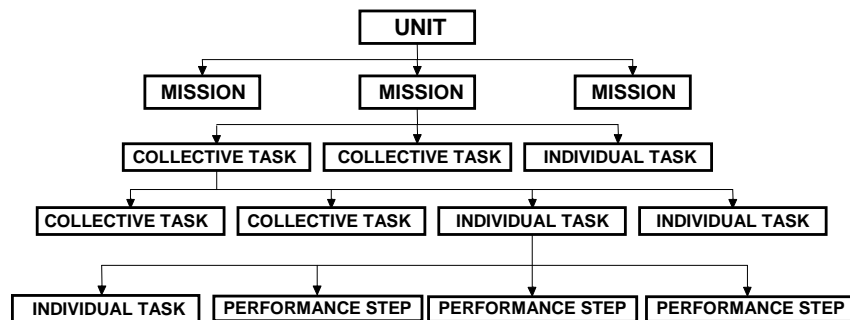 UNIT
MISSION
MISSION
MISSION
COLLECTIVE TASK
COLLECTIVE TASK
INDIVIDUAL TASK
COLLECTIVE TASK
COLLECTIVE TASK
INDIVIDUAL TASK
INDIVIDUAL TASK
INDIVIDUAL TASK
PERFORMANCE STEP
PERFORMANCE STEP
PERFORMANCE STEP